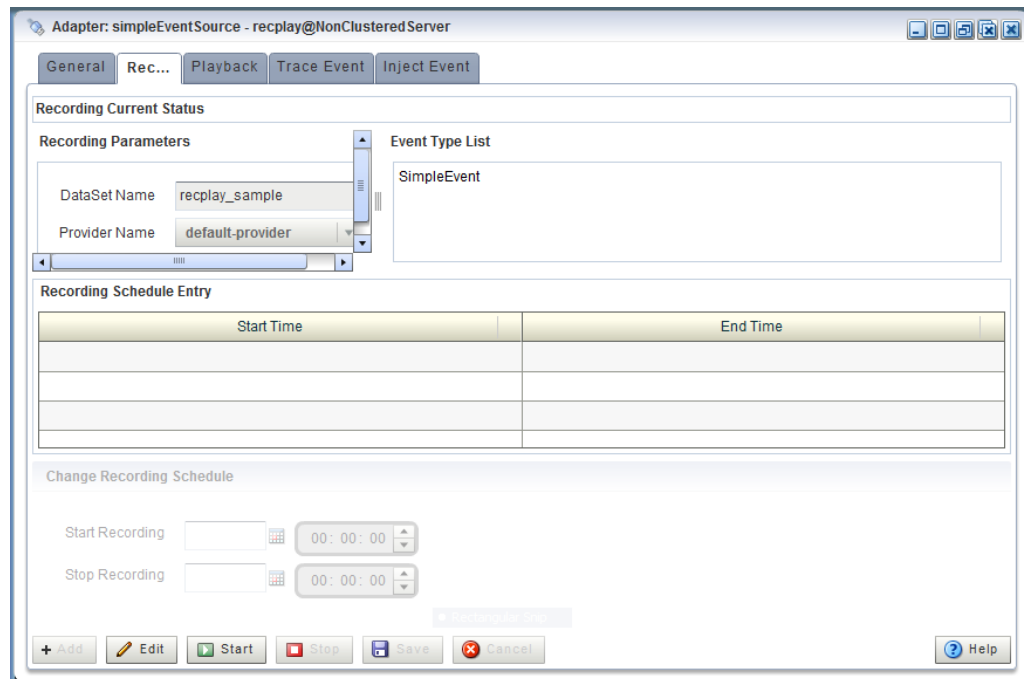 Adapter: simpleEventSource - recplay@NonClusteredServer
General Rec... Playback Trace Event Inject Event
Recording Current Status
Recording Parameters
DataSet Name recplay_sample
Provider Name default-provider
Event Type List
SimpleEvent
Recording Schedule Entry
Start Time End Time
Change Recording Schedule
Start Recording 00: 00: 00
Stop Recording 00: 00: 00
Rectangular Snip
+ Add Edit Start Stop Save Cancel ? Help